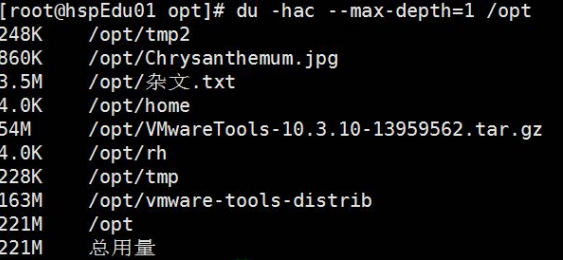 [root@hspEdu01 opt]# du -hac --max-depth=1 /opt
248K /opt/tmp2
860K /opt/Chrysanthemum.jpg
3.5M /opt/杂文.txt
4.0K /opt/home
54M /opt/VMwareTools-10.3.10-13959562.tar.gz
4.0K /opt/rh
228K /opt/tmp
163M /opt/vmware-tools-distrib
221M /opt
221M 总用量